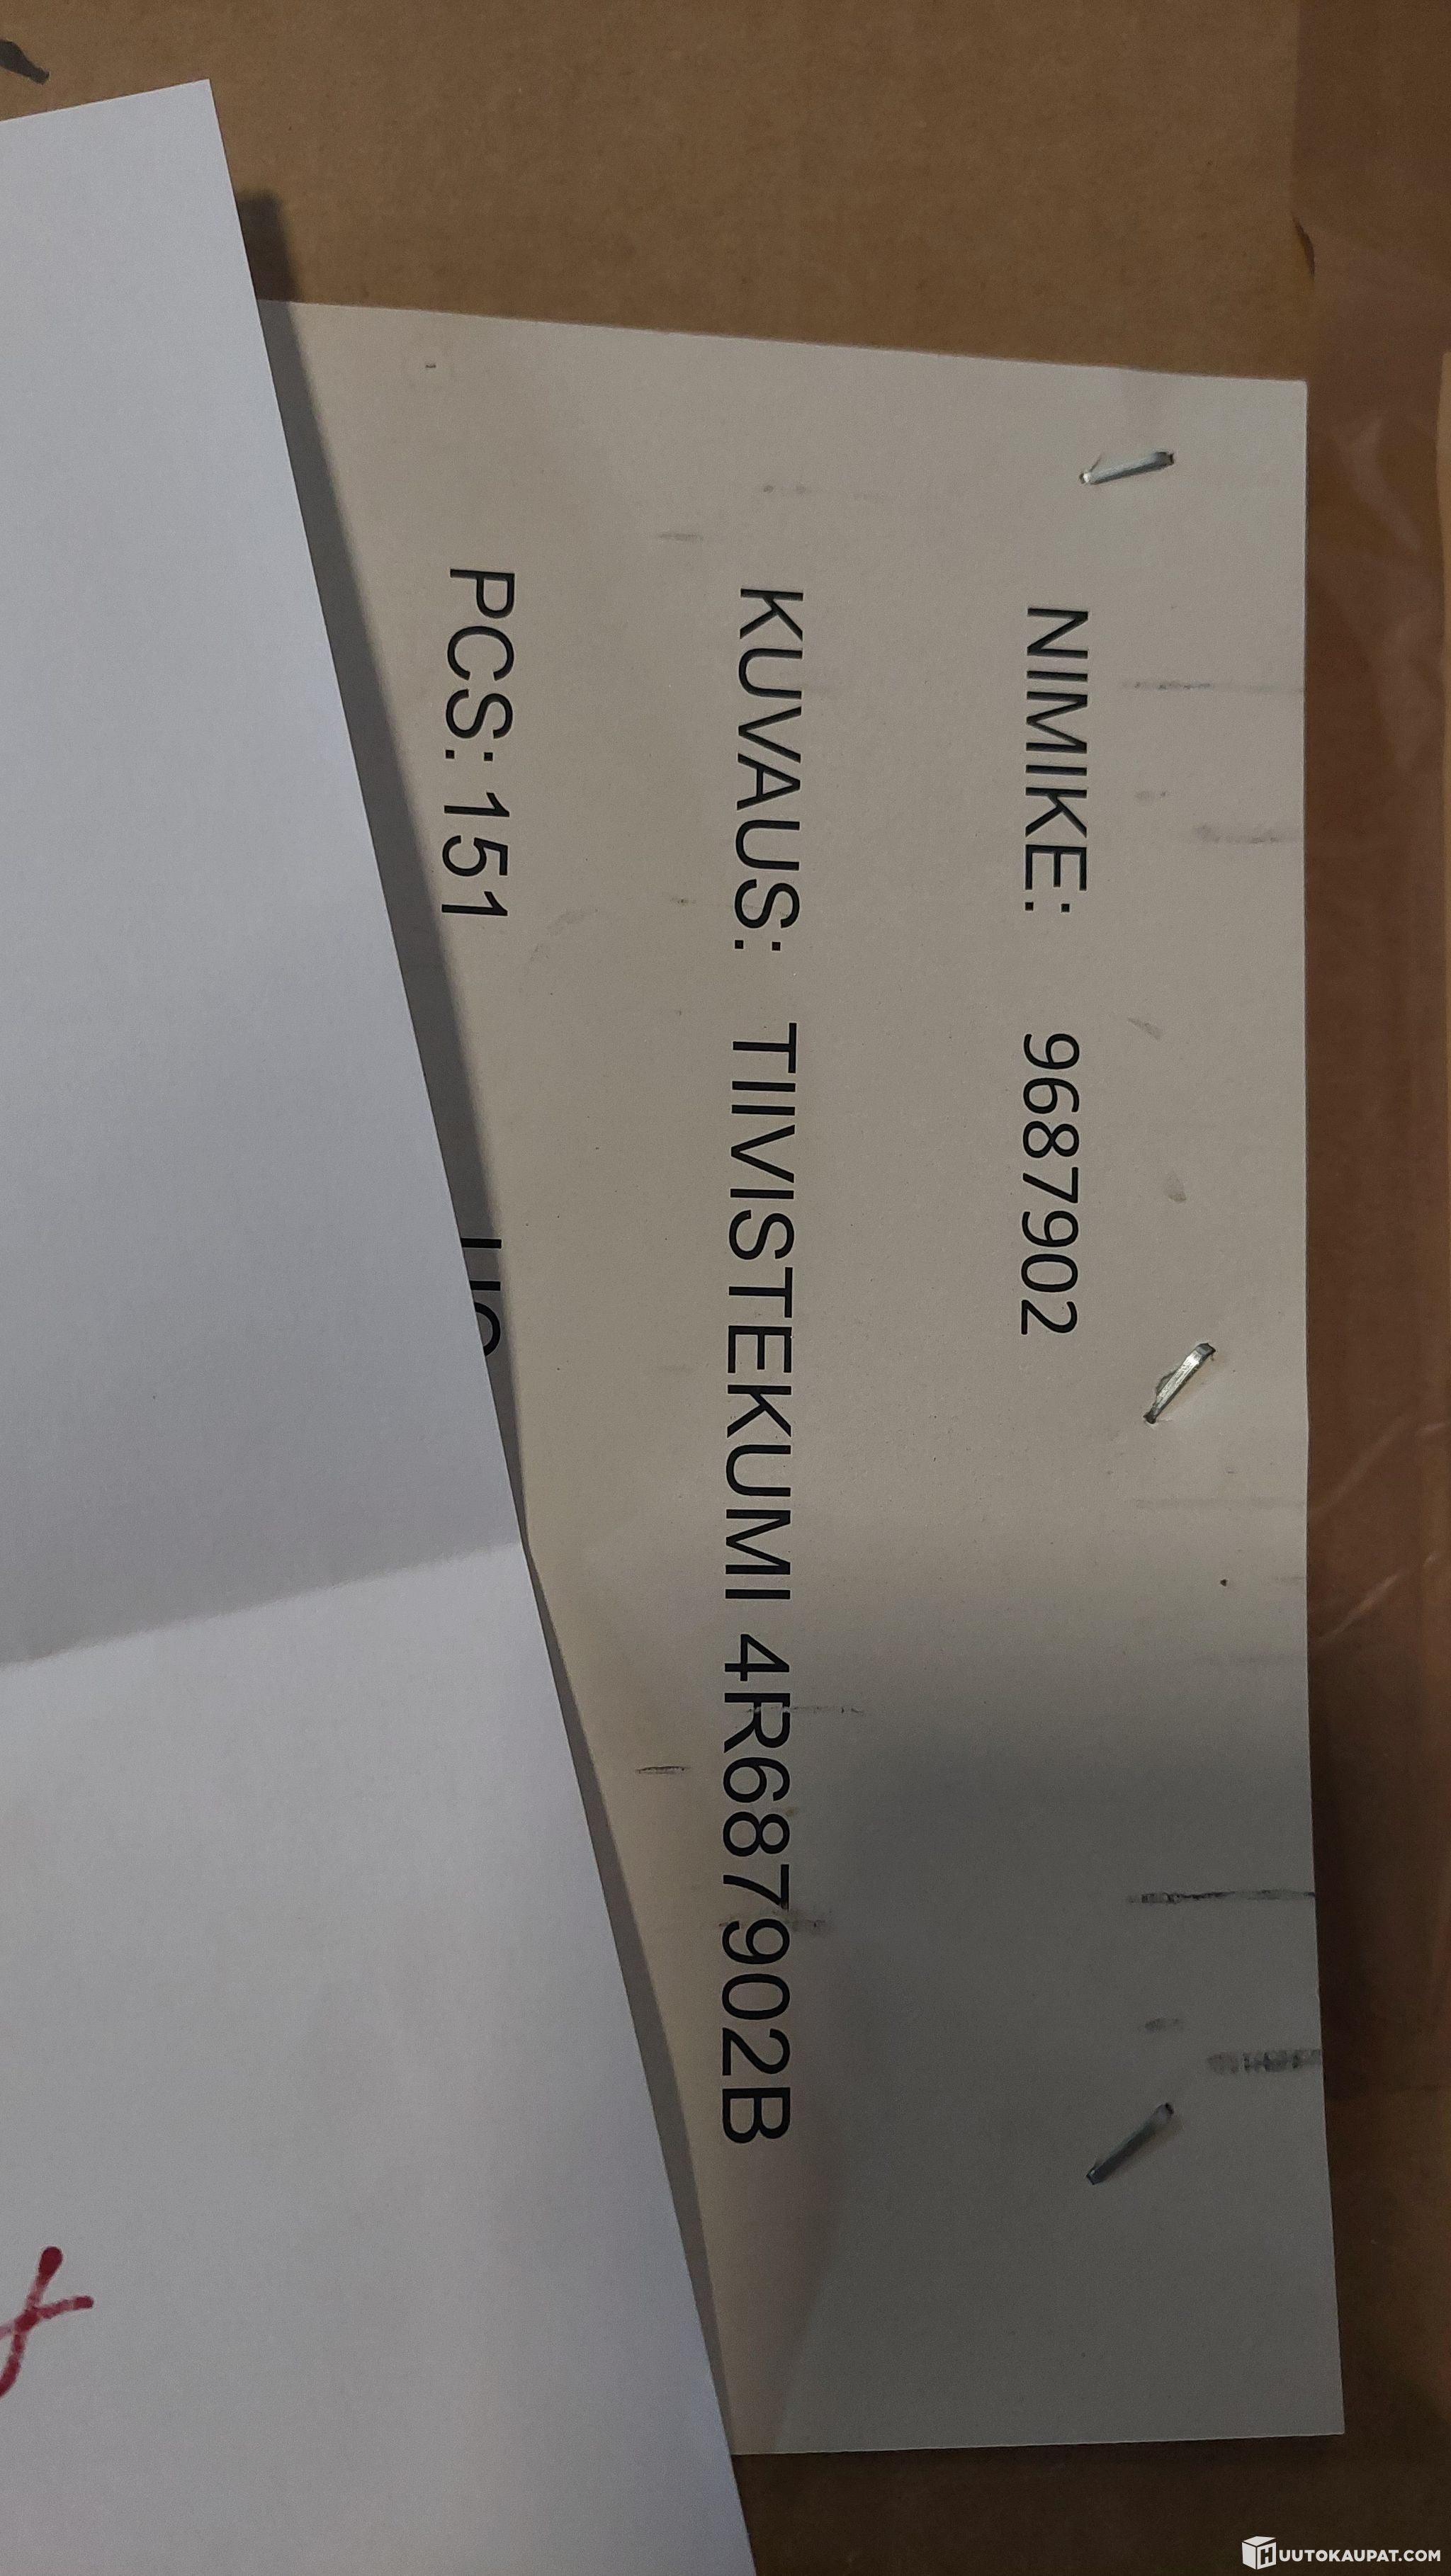 NIMIKE: 9687902
KUVAUS: TIIVISTEKUMI 4R687902B
PCS: 151
HUUTOKAUPAT.COM